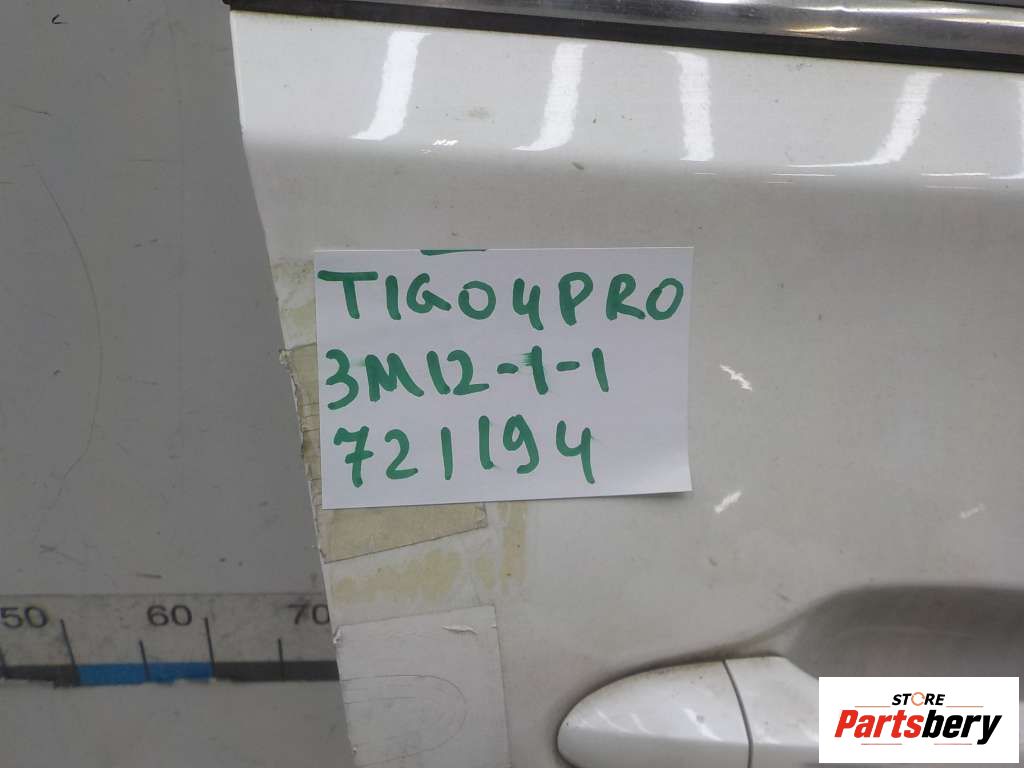 TIGO4PRO
3M12-1-1
721194
50 60 70
STORE
Partsbery